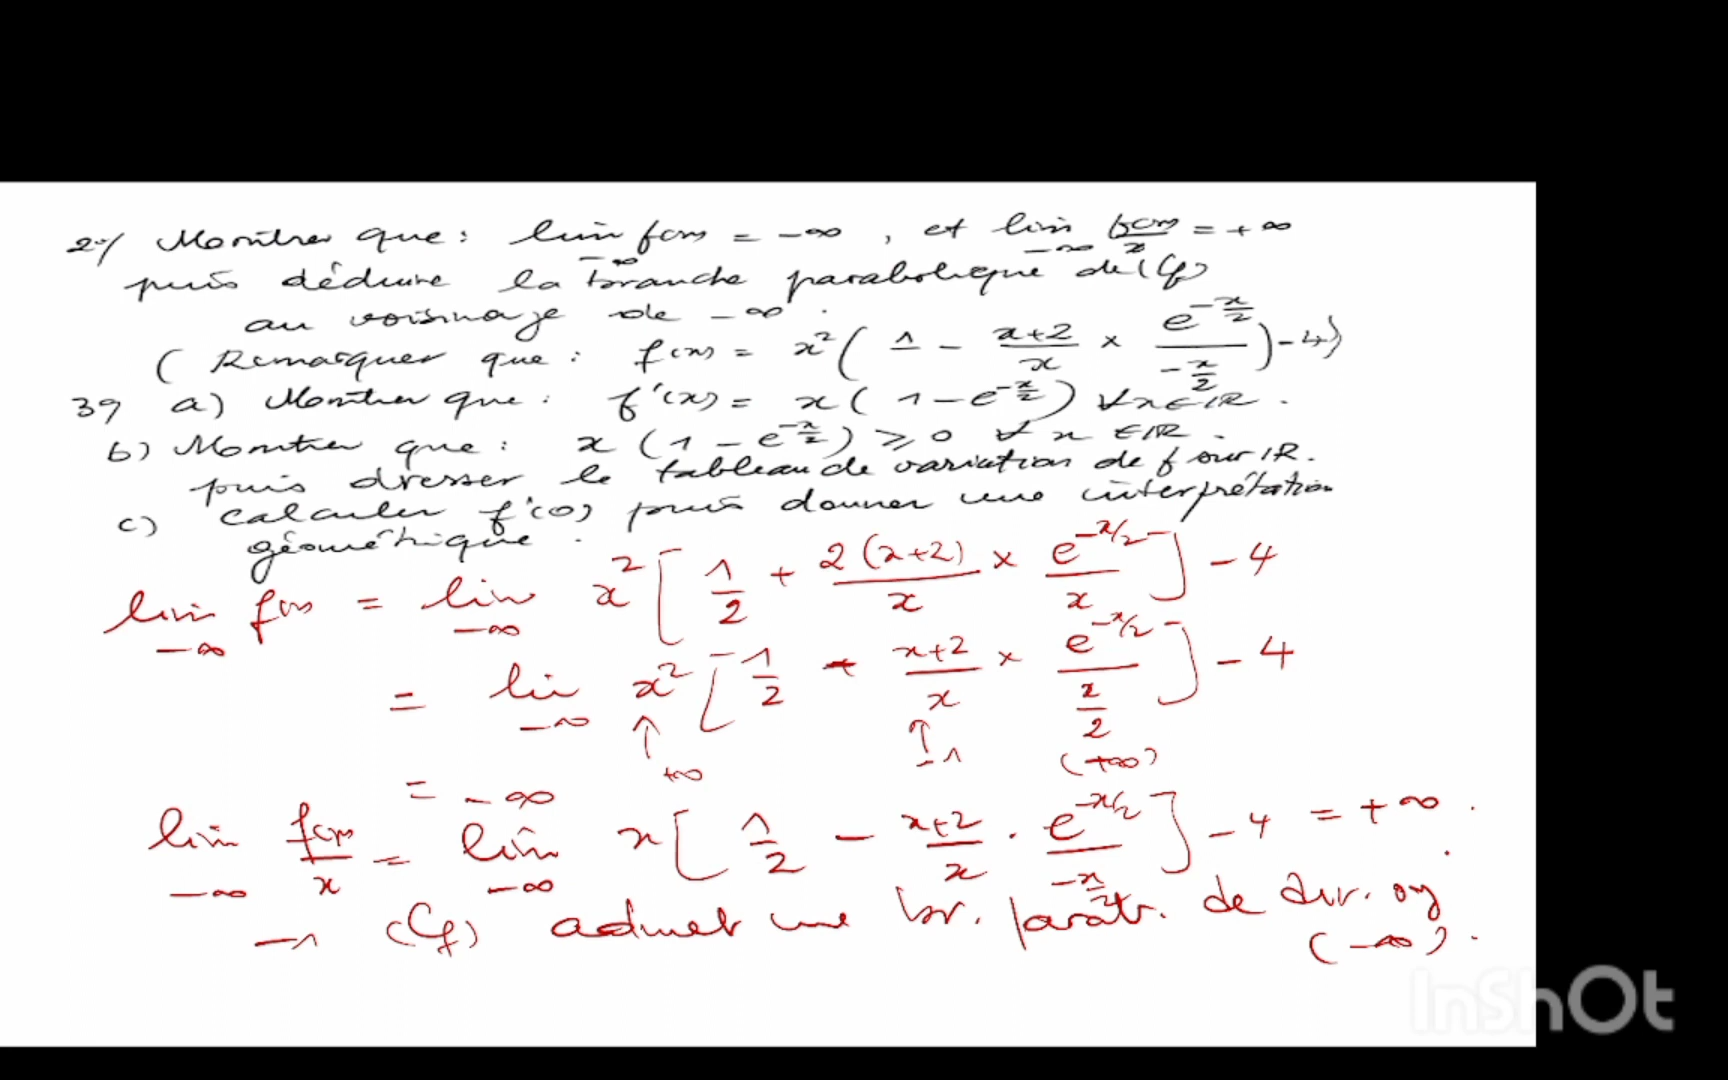 2°/ Montrer que : lim f(x) = -∞ , et lim f(x)/x = +∞
-∞ -∞
puis déduire la branche parabolique de (Cf)
au voisinage de -∞ .
( Remarquer que : f(x) = x² ( 1 - (x+2)/x × e^(-x/2)/(-x/2) ) - 4 )
3°/ a) Montrer que : f'(x) = x ( 1 - e^(-x/2) ) ∀x∈IR .
b) Montrer que : x ( 1 - e^(-x/2) ) ≥ 0 ∀ x ∈ IR .
puis dresser le tableau de variation de f sur IR .
c) calculer f'(0) puis donner une interprétation
géométrique .
lim f(x) = lim x² [ 1/2 + 2(x+2)/x × e^(-x/2)/x ] - 4
-∞ -∞
= lim x² [ 1/2 + (x+2)/x × e^(-x/2)/(x/2) ] - 4
-∞ ↑ ↑
+∞ -1 (+∞)
= -∞
lim f(x)/x = lim x [ 1/2 - (x+2)/x . e^(-x/2)/(-x/2) ] - 4 = +∞ .
-∞ -∞
→ (Cf) admet une br. parab. de dir. oy
(-∞) .
InShOt